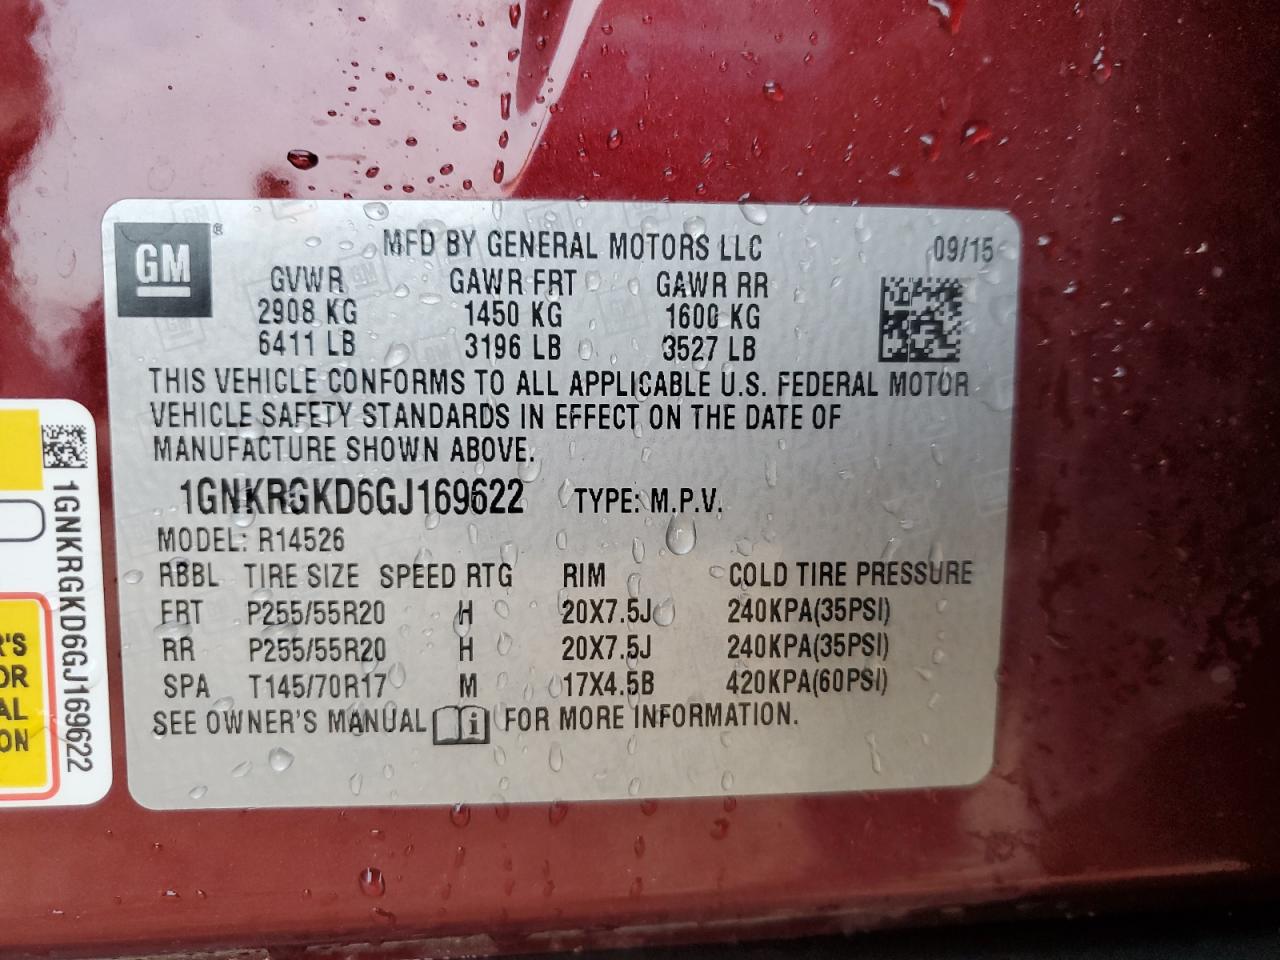 GM®
MFD BY GENERAL MOTORS LLC 09/15
GVWR GAWR FRT GAWR RR
2908 KG 1450 KG 1600 KG
6411 LB 3196 LB 3527 LB
THIS VEHICLE CONFORMS TO ALL APPLICABLE U.S. FEDERAL MOTOR
VEHICLE SAFETY STANDARDS IN EFFECT ON THE DATE OF
MANUFACTURE SHOWN ABOVE.
1GNKRGKD6GJ169622 TYPE: M.P.V.
MODEL: R14526
RBBL TIRE SIZE SPEED RTG RIM COLD TIRE PRESSURE
FRT P255/55R20 H 20X7.5J 240KPA(35PSI)
RR P255/55R20 H 20X7.5J 240KPA(35PSI)
SPA T145/70R17 M 17X4.5B 420KPA(60PSI)
SEE OWNER'S MANUAL i FOR MORE INFORMATION.
1GNKRGKD6GJ169622
R'S
OR
AL
ON